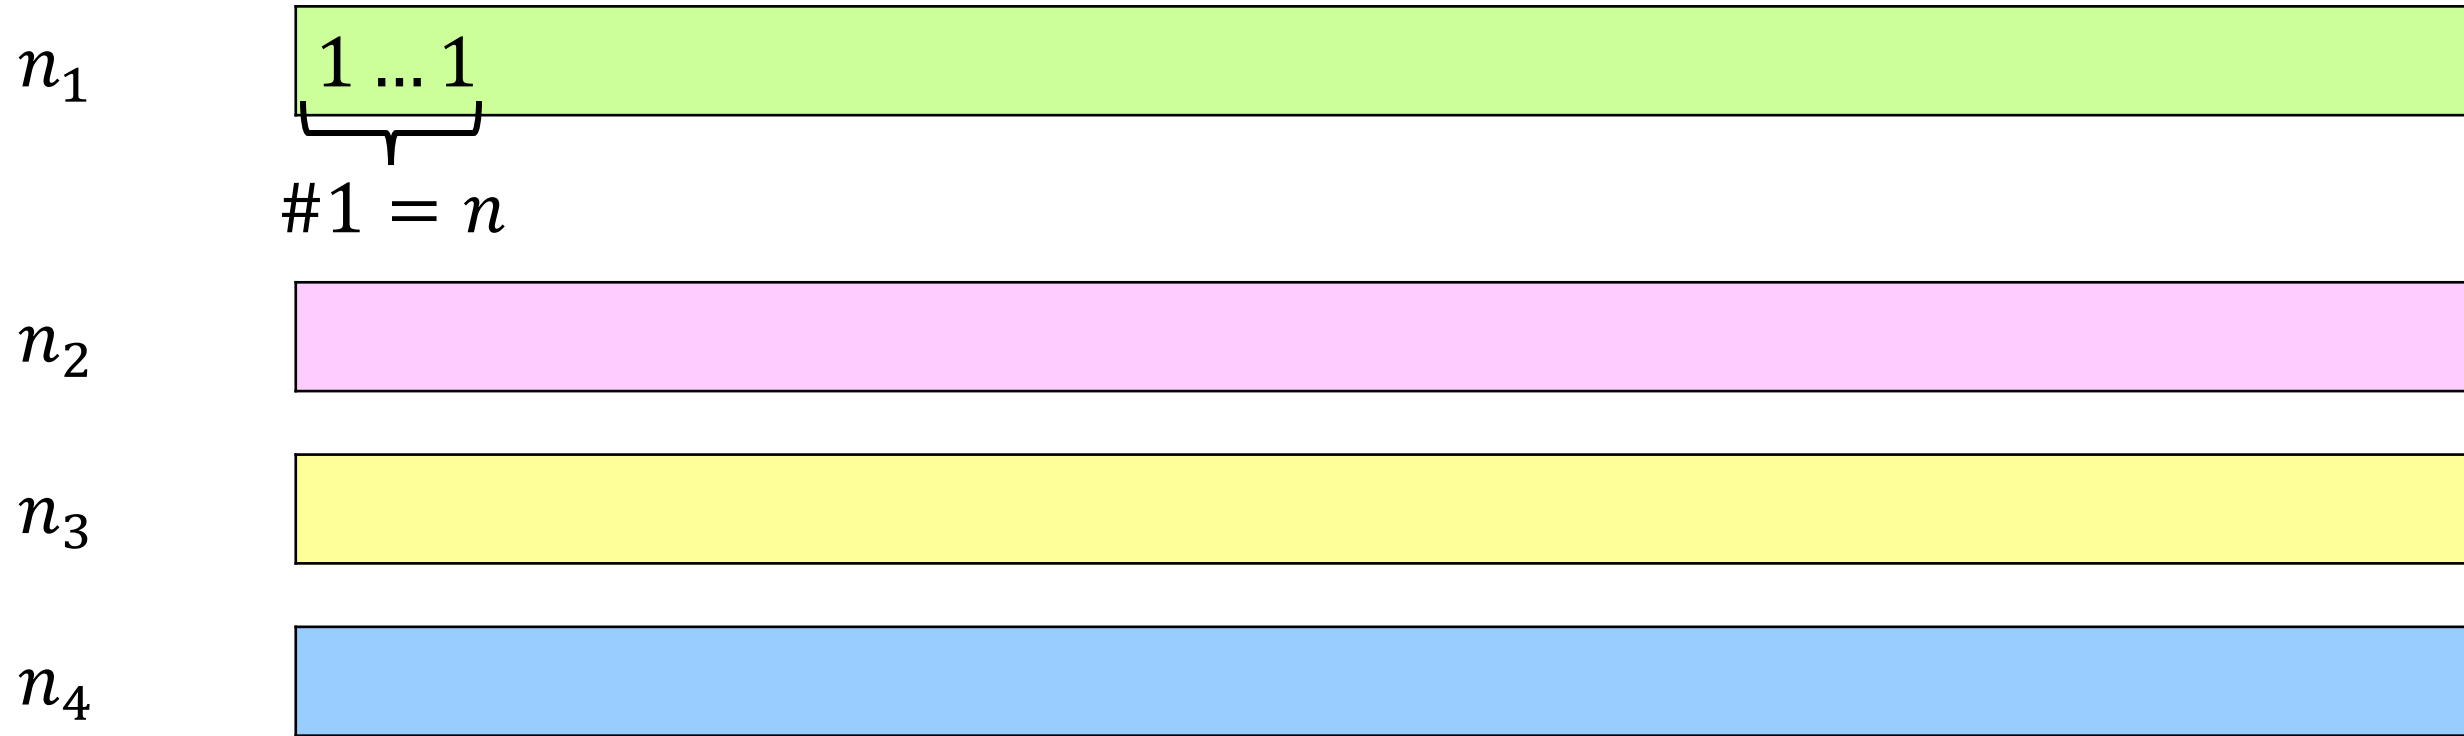 n₁ 1 ... 1
#1 = n
n₂
n₃
n₄